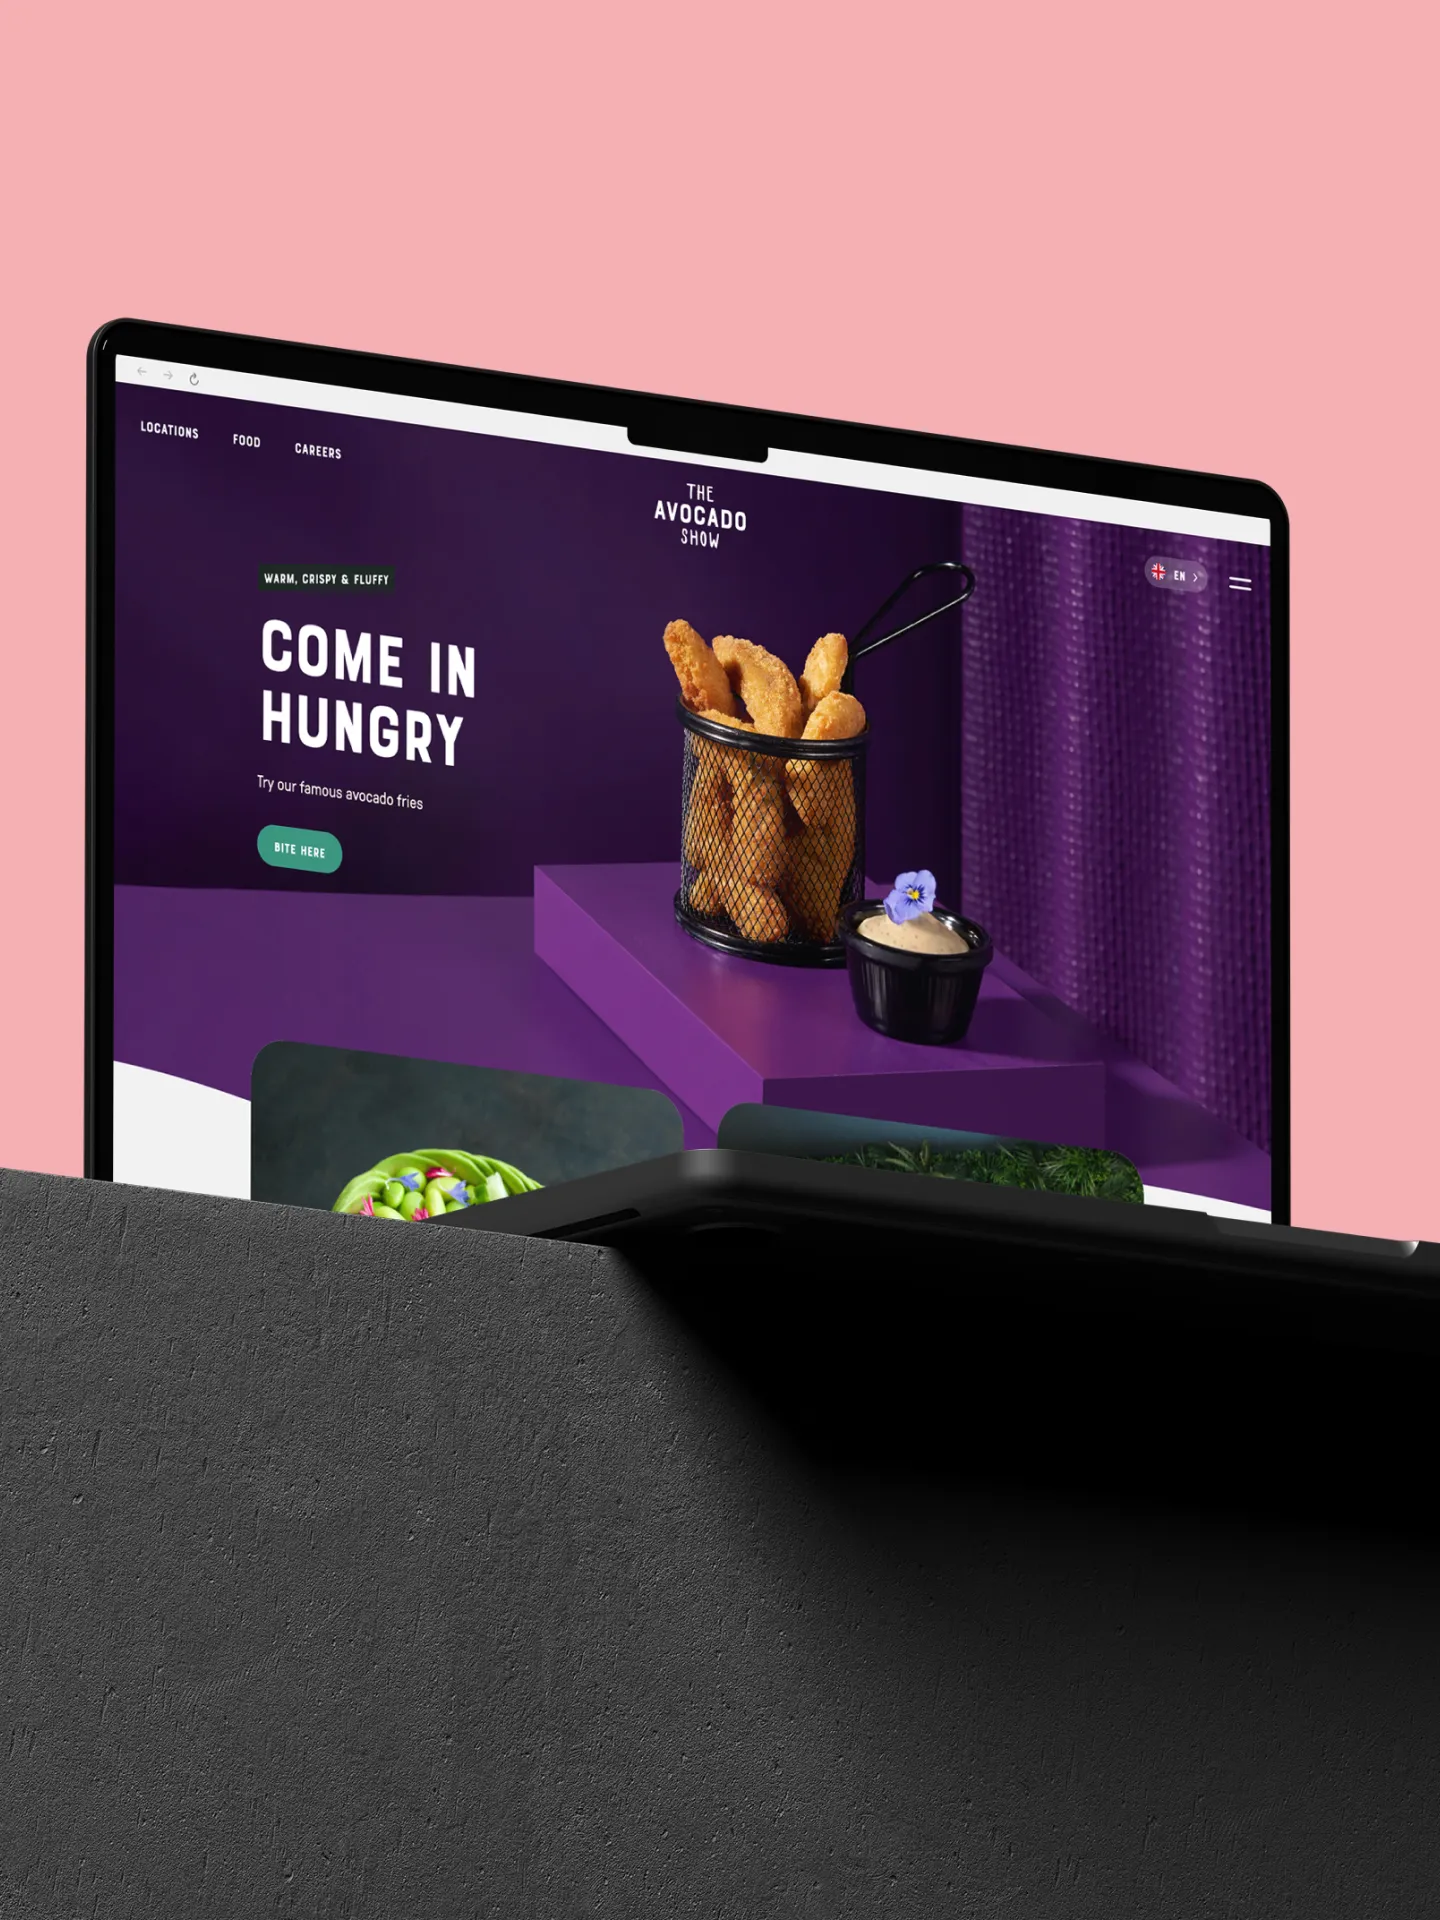 LOCATIONS
FOOD
CAREERS
THE
AVOCADO
SHOW
EN
WARM, CRISPY & FLUFFY
COME IN
HUNGRY
Try our famous avocado fries
BITE HERE